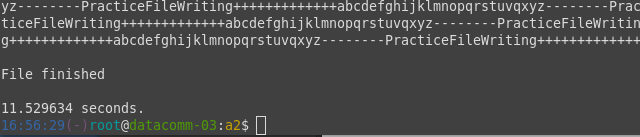 yz--------PracticeFileWriting+++++++++++++abcdefghijklmnopqrstuvqxyz--------Prac
ticeFileWriting+++++++++++++abcdefghijklmnopqrstuvqxyz--------PracticeFileWritin
g+++++++++++++abcdefghijklmnopqrstuvqxyz--------PracticeFileWriting+++++++++++++
File finished
11.529634 seconds.
16:56:29(-)root@datacomm-03:a2$